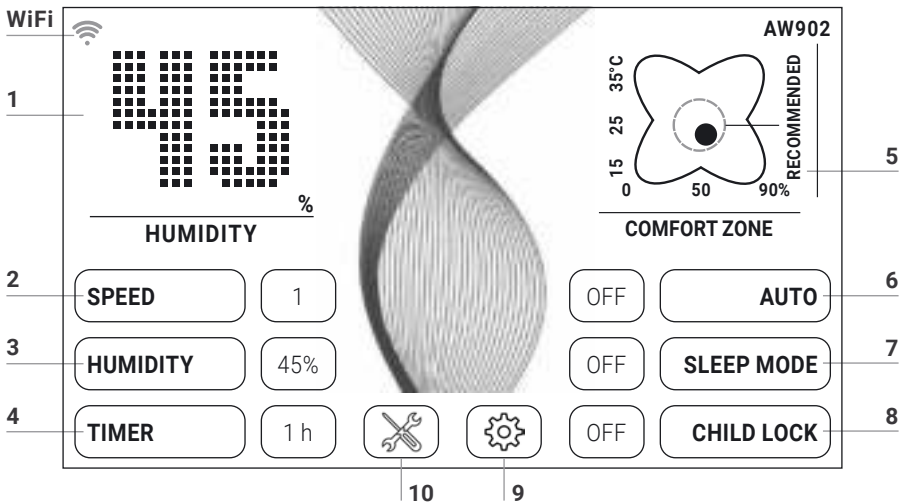 WiFi
AW902
1
45
%
HUMIDITY
35°C
25
15
0 50 90%
RECOMMENDED
5
COMFORT ZONE
2 SPEED 1 OFF AUTO 6
3 HUMIDITY 45% OFF SLEEP MODE 7
4 TIMER 1 h OFF CHILD LOCK 8
10 9